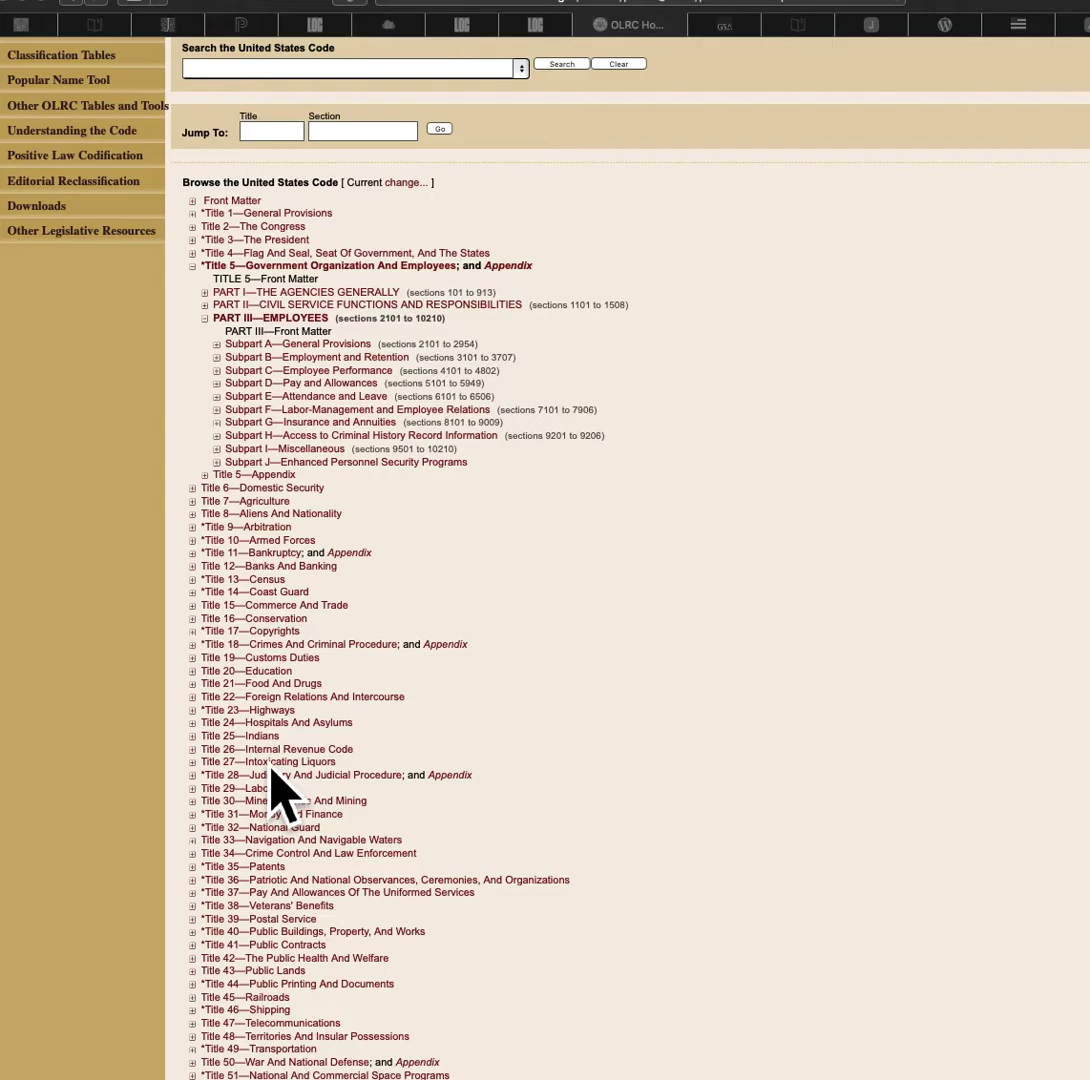 LOC
LOC
LOC
OLRC Ho...
GSA
J
Classification Tables
Popular Name Tool
Other OLRC Tables and Tools
Understanding the Code
Positive Law Codification
Editorial Reclassification
Downloads
Other Legislative Resources
Search the United States Code
Search
Clear
Title
Section
Jump To:
Go
Browse the United States Code [ Current change... ]
Front Matter
*Title 1—General Provisions
Title 2—The Congress
*Title 3—The President
*Title 4—Flag And Seal, Seat Of Government, And The States
*Title 5—Government Organization And Employees; and Appendix
TITLE 5—Front Matter
PART I—THE AGENCIES GENERALLY (sections 101 to 913)
PART II—CIVIL SERVICE FUNCTIONS AND RESPONSIBILITIES (sections 1101 to 1508)
PART III—EMPLOYEES (sections 2101 to 10210)
PART III—Front Matter
Subpart A—General Provisions (sections 2101 to 2954)
Subpart B—Employment and Retention (sections 3101 to 3707)
Subpart C—Employee Performance (sections 4101 to 4802)
Subpart D—Pay and Allowances (sections 5101 to 5949)
Subpart E—Attendance and Leave (sections 6101 to 6506)
Subpart F—Labor-Management and Employee Relations (sections 7101 to 7906)
Subpart G—Insurance and Annuities (sections 8101 to 9009)
Subpart H—Access to Criminal History Record Information (sections 9201 to 9206)
Subpart I—Miscellaneous (sections 9501 to 10210)
Subpart J—Enhanced Personnel Security Programs
Title 5—Appendix
Title 6—Domestic Security
Title 7—Agriculture
Title 8—Aliens And Nationality
*Title 9—Arbitration
*Title 10—Armed Forces
*Title 11—Bankruptcy; and Appendix
Title 12—Banks And Banking
*Title 13—Census
*Title 14—Coast Guard
Title 15—Commerce And Trade
Title 16—Conservation
*Title 17—Copyrights
*Title 18—Crimes And Criminal Procedure; and Appendix
Title 19—Customs Duties
Title 20—Education
Title 21—Food And Drugs
Title 22—Foreign Relations And Intercourse
*Title 23—Highways
Title 24—Hospitals And Asylums
Title 25—Indians
Title 26—Internal Revenue Code
Title 27—Intoxicating Liquors
*Title 28—Judiciary And Judicial Procedure; and Appendix
Title 29—Labo
Title 30—Mine And Mining
*Title 31—Money And Finance
*Title 32—National Guard
Title 33—Navigation And Navigable Waters
Title 34—Crime Control And Law Enforcement
*Title 35—Patents
*Title 36—Patriotic And National Observances, Ceremonies, And Organizations
*Title 37—Pay And Allowances Of The Uniformed Services
*Title 38—Veterans' Benefits
*Title 39—Postal Service
*Title 40—Public Buildings, Property, And Works
*Title 41—Public Contracts
Title 42—The Public Health And Welfare
Title 43—Public Lands
*Title 44—Public Printing And Documents
Title 45—Railroads
*Title 46—Shipping
Title 47—Telecommunications
Title 48—Territories And Insular Possessions
*Title 49—Transportation
Title 50—War And National Defense; and Appendix
*Title 51—National And Commercial Space Programs